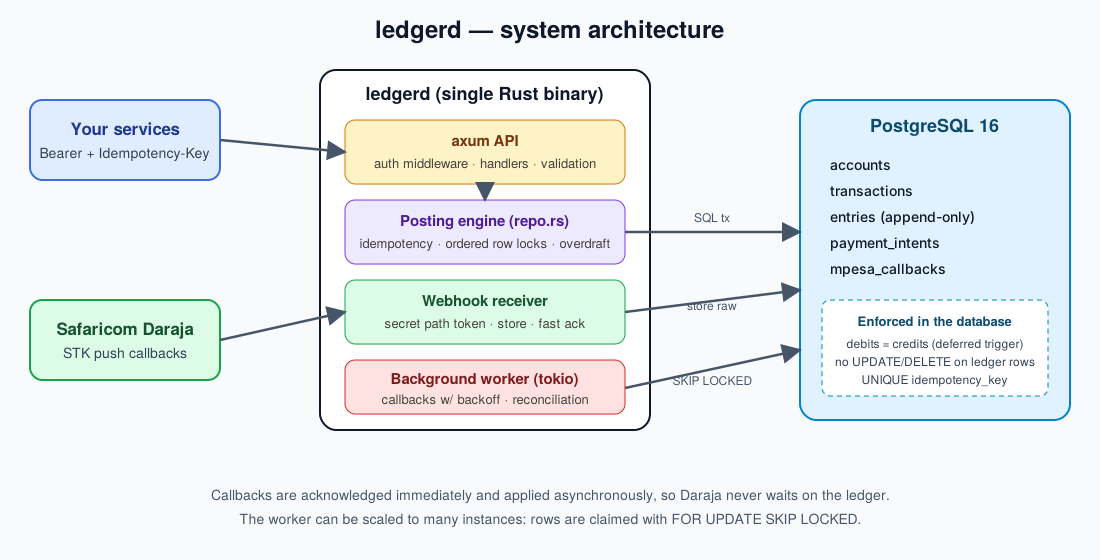 ledgerd — system architecture
Your services
Bearer + Idempotency-Key
Safaricom Daraja
STK push callbacks
ledgerd (single Rust binary)
axum API
auth middleware · handlers · validation
Posting engine (repo.rs)
idempotency · ordered row locks · overdraft
Webhook receiver
secret path token · store · fast ack
Background worker (tokio)
callbacks w/ backoff · reconciliation
SQL tx
store raw
SKIP LOCKED
PostgreSQL 16
accounts
transactions
entries (append-only)
payment_intents
mpesa_callbacks
Enforced in the database
debits = credits (deferred trigger)
no UPDATE/DELETE on ledger rows
UNIQUE idempotency_key
Callbacks are acknowledged immediately and applied asynchronously, so Daraja never waits on the ledger.
The worker can be scaled to many instances: rows are claimed with FOR UPDATE SKIP LOCKED.